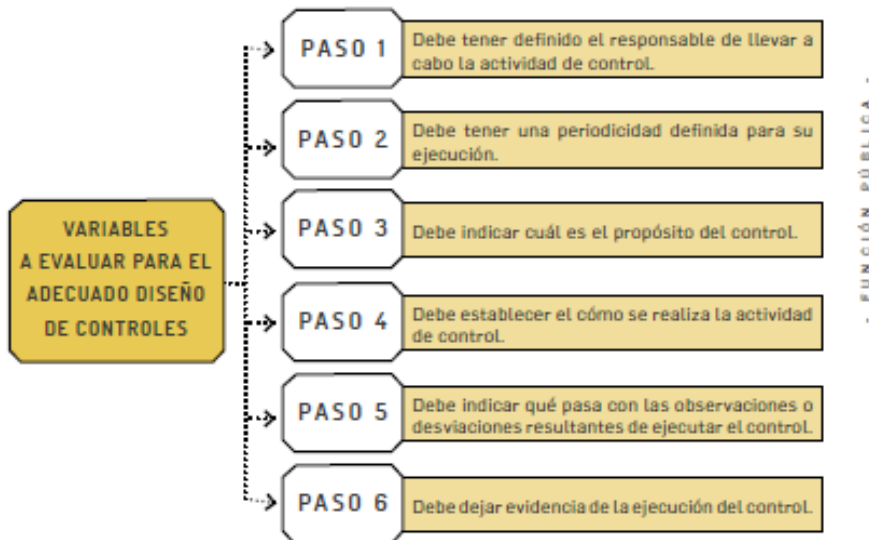 VARIABLES
A EVALUAR PARA EL
ADECUADO DISEÑO
DE CONTROLES
PASO 1
Debe tener definido el responsable de llevar a
cabo la actividad de control.
PASO 2
Debe tener una periodicidad definida para su
ejecución.
PASO 3
Debe indicar cuál es el propósito del control.
PASO 4
Debe establecer el cómo se realiza la actividad
de control.
PASO 5
Debe indicar qué pasa con las observaciones o
desviaciones resultantes de ejecutar el control.
PASO 6
Debe dejar evidencia de la ejecución del control.
- FUNCIÓN PÚBLICA -